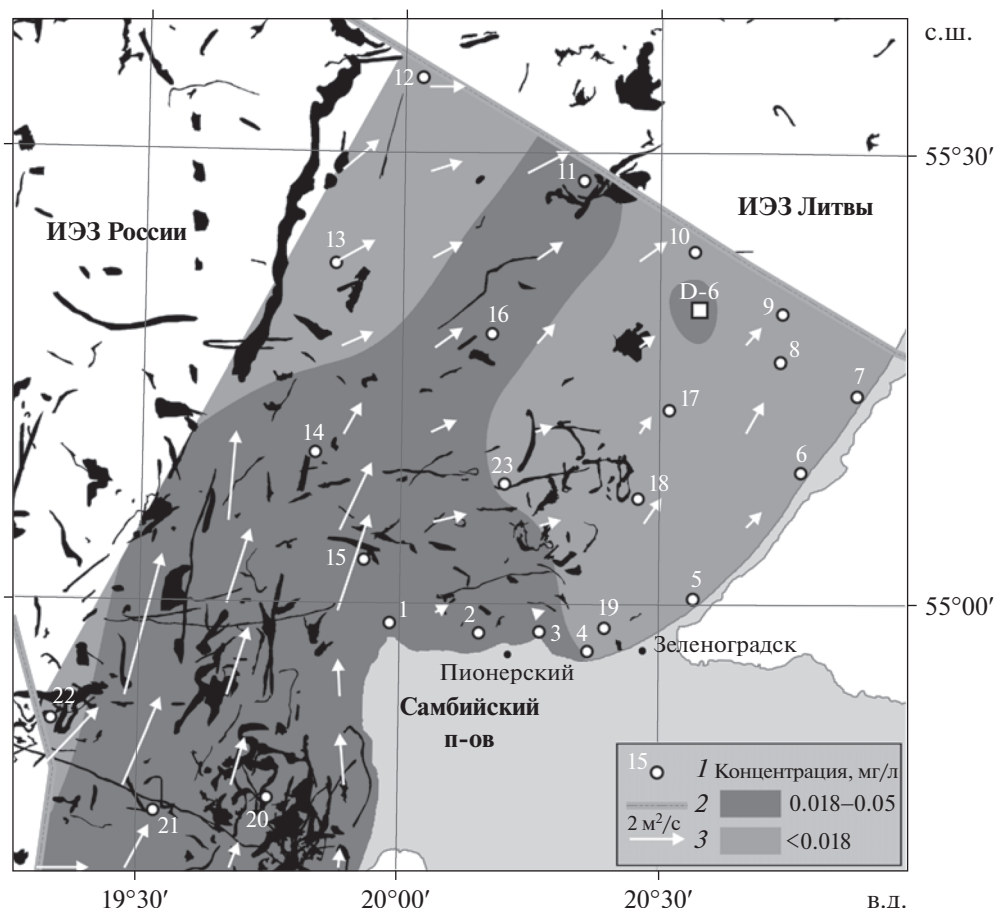 с.ш.
12
55°30′
11
ИЭЗ Литвы
ИЭЗ России
10
13
D-6
9
16
8
7
17
14
6
23
18
15
5
55°00′
1
2
3
4
19
Зеленоградск
Пионерский
Самбийский
п-ов
22
15 1 Концентрация, мг/л
2 0.018–0.05
2 м²/с 3 <0.018
21
20
19°30′
20°00′
20°30′
в.д.